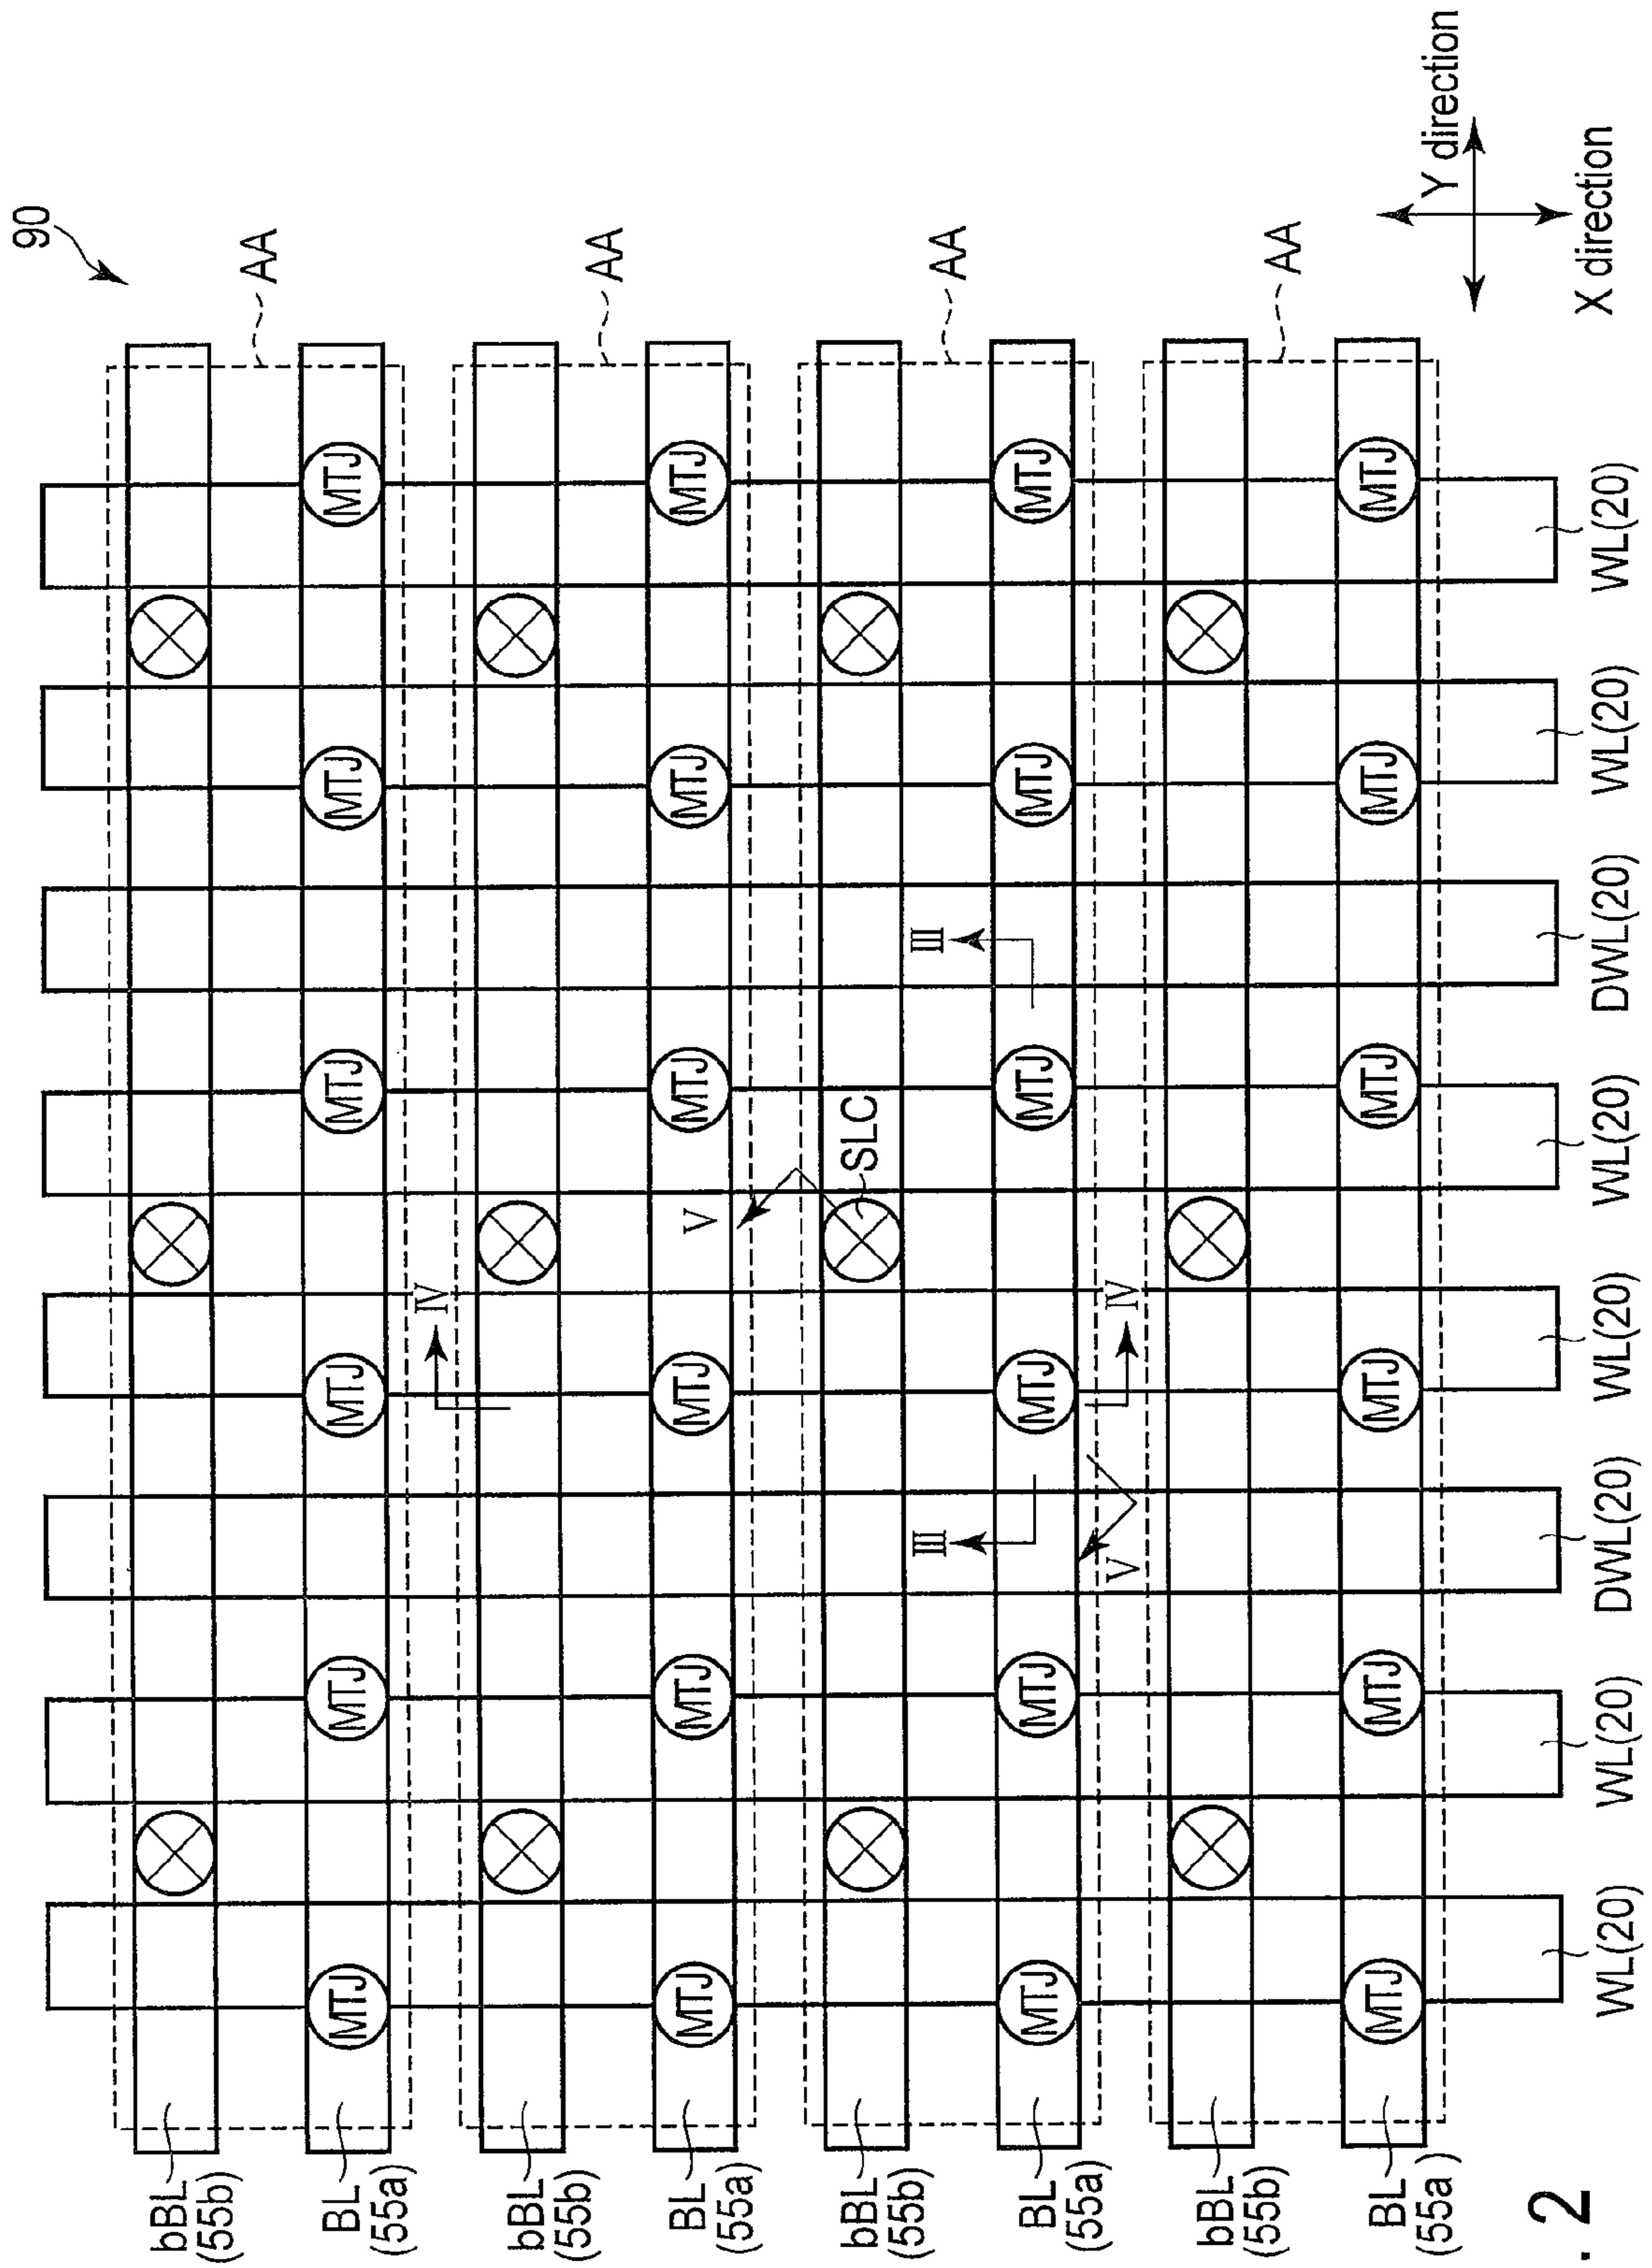 90
AA
AA
AA
AA
Y direction
X direction
MTJ MTJ MTJ MTJ
WL(20)
MTJ MTJ MTJ MTJ
WL(20)
III
DWL(20)
MTJ MTJ MTJ MTJ
WL(20)
SLC
V
IV IV
MTJ MTJ MTJ MTJ
WL(20)
III
V
DWL(20)
MTJ MTJ MTJ MTJ
WL(20)
MTJ MTJ MTJ MTJ
WL(20)
bBL
(55b)
BL
(55a)
bBL
(55b)
BL
(55a)
bBL
(55b)
BL
(55a)
bBL
(55b)
BL
(55a)
. 2